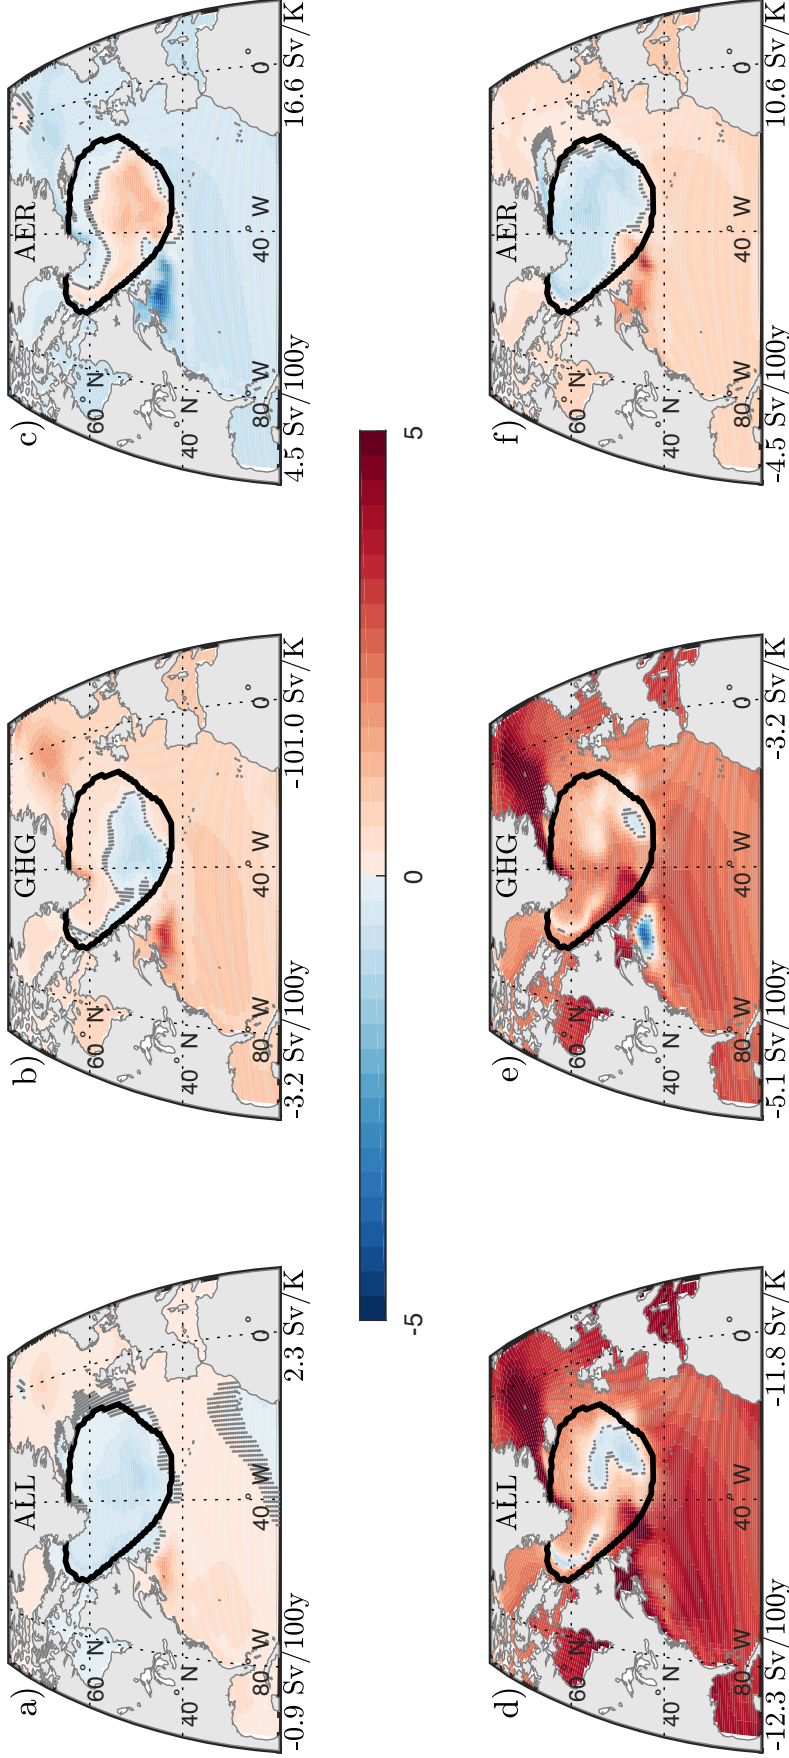 a) ALL
60° N
40° N
80° W 40° W 0°
-0.9 Sv/100y 2.3 Sv/K
b) GHG
60° N
40° N
80° W 40° W 0°
-3.2 Sv/100y -101.0 Sv/K
c) AER
60° N
40° N
80° W 40° W 0°
4.5 Sv/100y 16.6 Sv/K
-5 0 5
d) ALL
60° N
40° N
80° W 40° W 0°
-12.3 Sv/100y -11.8 Sv/K
e) GHG
60° N
40° N
80° W 40° W 0°
-5.1 Sv/100y -3.2 Sv/K
f) AER
60° N
40° N
80° W 40° W 0°
-4.5 Sv/100y 10.6 Sv/K